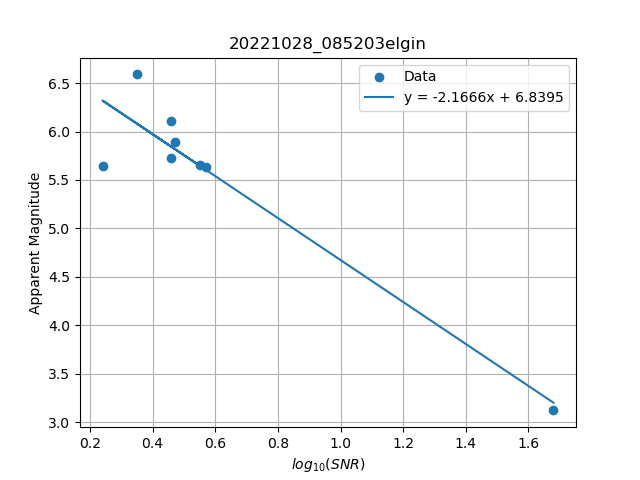 20221028_085203elgin
Data
y = -2.1666x + 6.8395
Apparent Magnitude
6.5
6.0
5.5
5.0
4.5
4.0
3.5
3.0
0.2 0.4 0.6 0.8 1.0 1.2 1.4 1.6
log10(SNR)